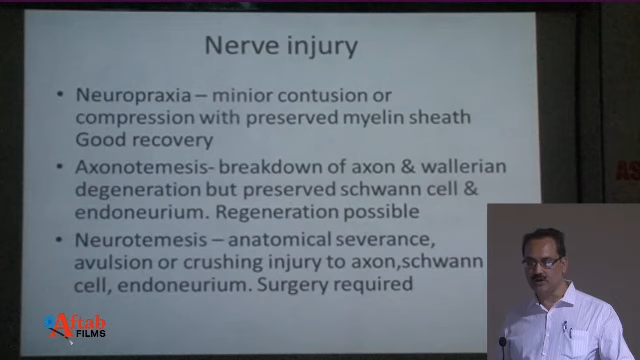 Nerve injury
• Neuropraxia – minior contusion or
compression with preserved myelin sheath
Good recovery
• Axonotemesis- breakdown of axon & wallerian
degeneration but preserved schwann cell &
endoneurium. Regeneration possible
• Neurotemesis – anatomical severance,
avulsion or crushing injury to axon,schwann
cell, endoneurium. Surgery required
Aftab
FILMS
AS